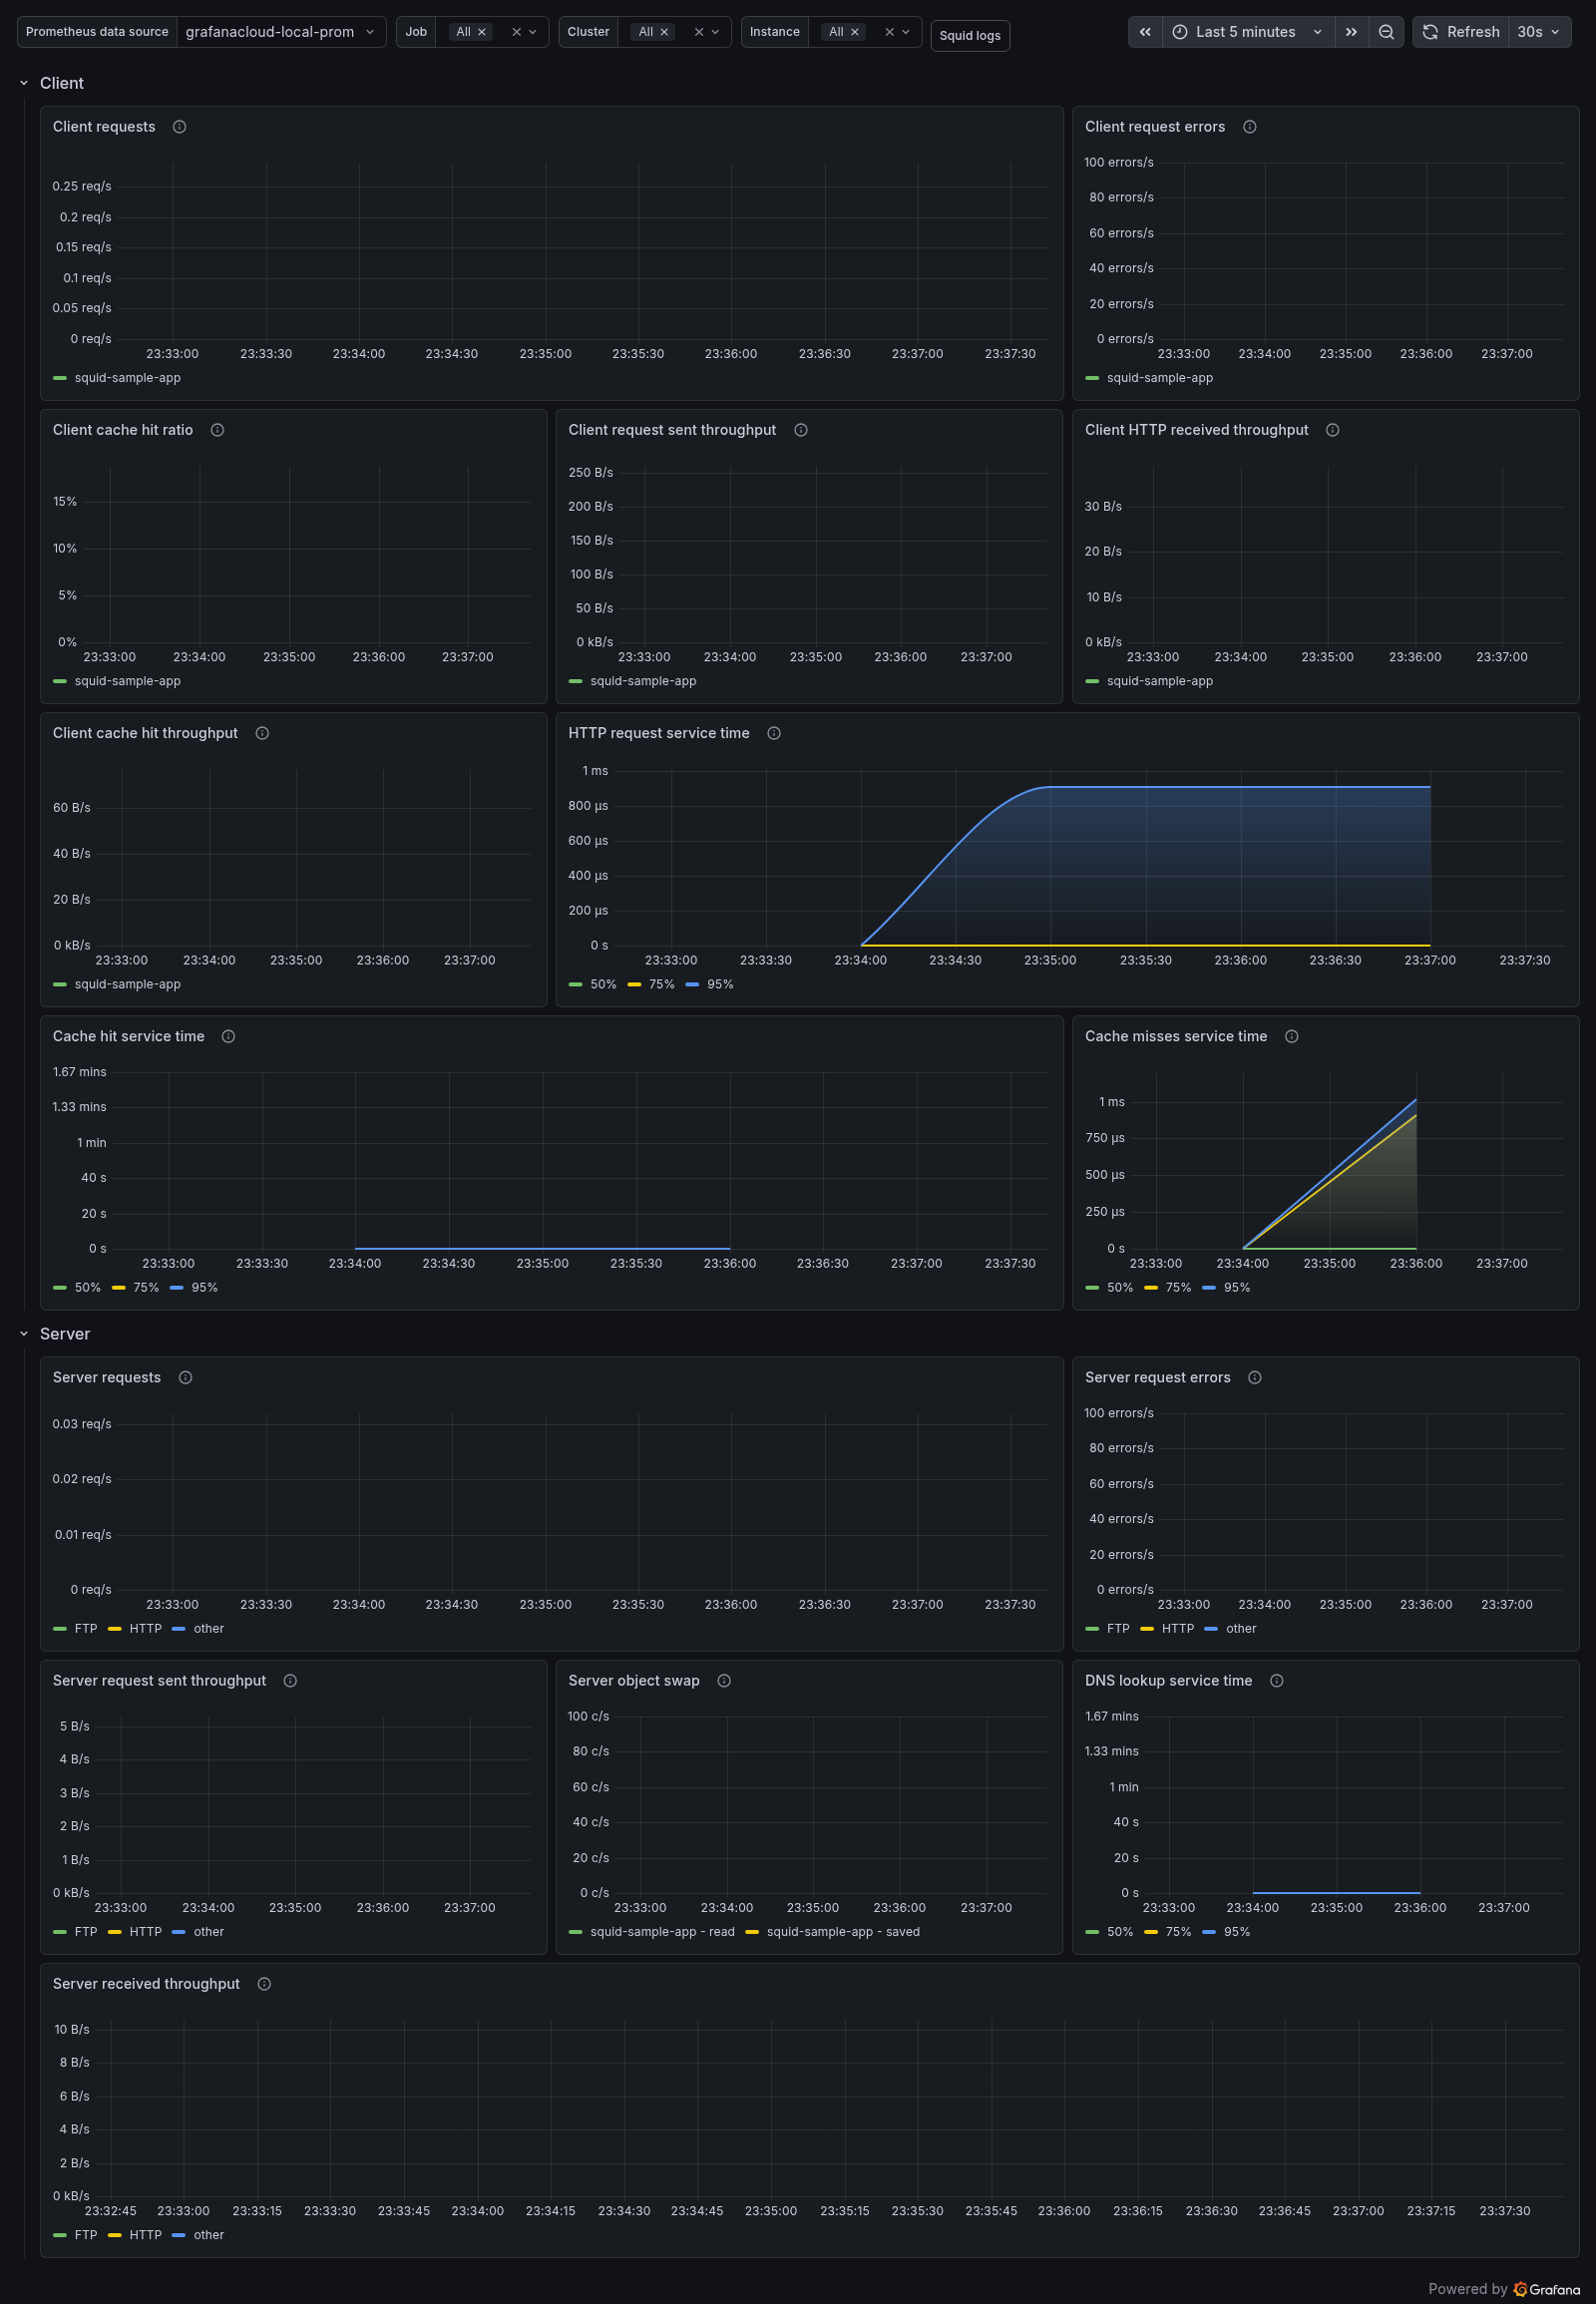 Prometheus data source grafanacloud-local-prom Job All Cluster All Instance All Squid logs Last 5 minutes Refresh 30s
Client
Client requests
0.25 req/s
0.2 req/s
0.15 req/s
0.1 req/s
0.05 req/s
0 req/s
23:33:00 23:33:30 23:34:00 23:34:30 23:35:00 23:35:30 23:36:00 23:36:30 23:37:00 23:37:30
squid-sample-app
Client request errors
100 errors/s
80 errors/s
60 errors/s
40 errors/s
20 errors/s
0 errors/s
23:33:00 23:34:00 23:35:00 23:36:00 23:37:00
squid-sample-app
Client cache hit ratio
15%
10%
5%
0%
23:33:00 23:34:00 23:35:00 23:36:00 23:37:00
squid-sample-app
Client request sent throughput
250 B/s
200 B/s
150 B/s
100 B/s
50 B/s
0 kB/s
23:33:00 23:34:00 23:35:00 23:36:00 23:37:00
squid-sample-app
Client HTTP received throughput
30 B/s
20 B/s
10 B/s
0 kB/s
23:33:00 23:34:00 23:35:00 23:36:00 23:37:00
squid-sample-app
Client cache hit throughput
60 B/s
40 B/s
20 B/s
0 kB/s
23:33:00 23:34:00 23:35:00 23:36:00 23:37:00
squid-sample-app
HTTP request service time
1 ms
800 µs
600 µs
400 µs
200 µs
0 s
23:33:00 23:33:30 23:34:00 23:34:30 23:35:00 23:35:30 23:36:00 23:36:30 23:37:00 23:37:30
50% 75% 95%
Cache hit service time
1.67 mins
1.33 mins
1 min
40 s
20 s
0 s
23:33:00 23:33:30 23:34:00 23:34:30 23:35:00 23:35:30 23:36:00 23:36:30 23:37:00 23:37:30
50% 75% 95%
Cache misses service time
1 ms
750 µs
500 µs
250 µs
0 s
23:33:00 23:34:00 23:35:00 23:36:00 23:37:00
50% 75% 95%
Server
Server requests
0.03 req/s
0.02 req/s
0.01 req/s
0 req/s
23:33:00 23:33:30 23:34:00 23:34:30 23:35:00 23:35:30 23:36:00 23:36:30 23:37:00 23:37:30
FTP HTTP other
Server request errors
100 errors/s
80 errors/s
60 errors/s
40 errors/s
20 errors/s
0 errors/s
23:33:00 23:34:00 23:35:00 23:36:00 23:37:00
FTP HTTP other
Server request sent throughput
5 B/s
4 B/s
3 B/s
2 B/s
1 B/s
0 kB/s
23:33:00 23:34:00 23:35:00 23:36:00 23:37:00
FTP HTTP other
Server object swap
100 c/s
80 c/s
60 c/s
40 c/s
20 c/s
0 c/s
23:33:00 23:34:00 23:35:00 23:36:00 23:37:00
squid-sample-app - read squid-sample-app - saved
DNS lookup service time
1.67 mins
1.33 mins
1 min
40 s
20 s
0 s
23:33:00 23:34:00 23:35:00 23:36:00 23:37:00
50% 75% 95%
Server received throughput
10 B/s
8 B/s
6 B/s
4 B/s
2 B/s
0 kB/s
23:32:45 23:33:00 23:33:15 23:33:30 23:33:45 23:34:00 23:34:15 23:34:30 23:34:45 23:35:00 23:35:15 23:35:30 23:35:45 23:36:00 23:36:15 23:36:30 23:36:45 23:37:00 23:37:15 23:37:30
FTP HTTP other
Powered by Grafana